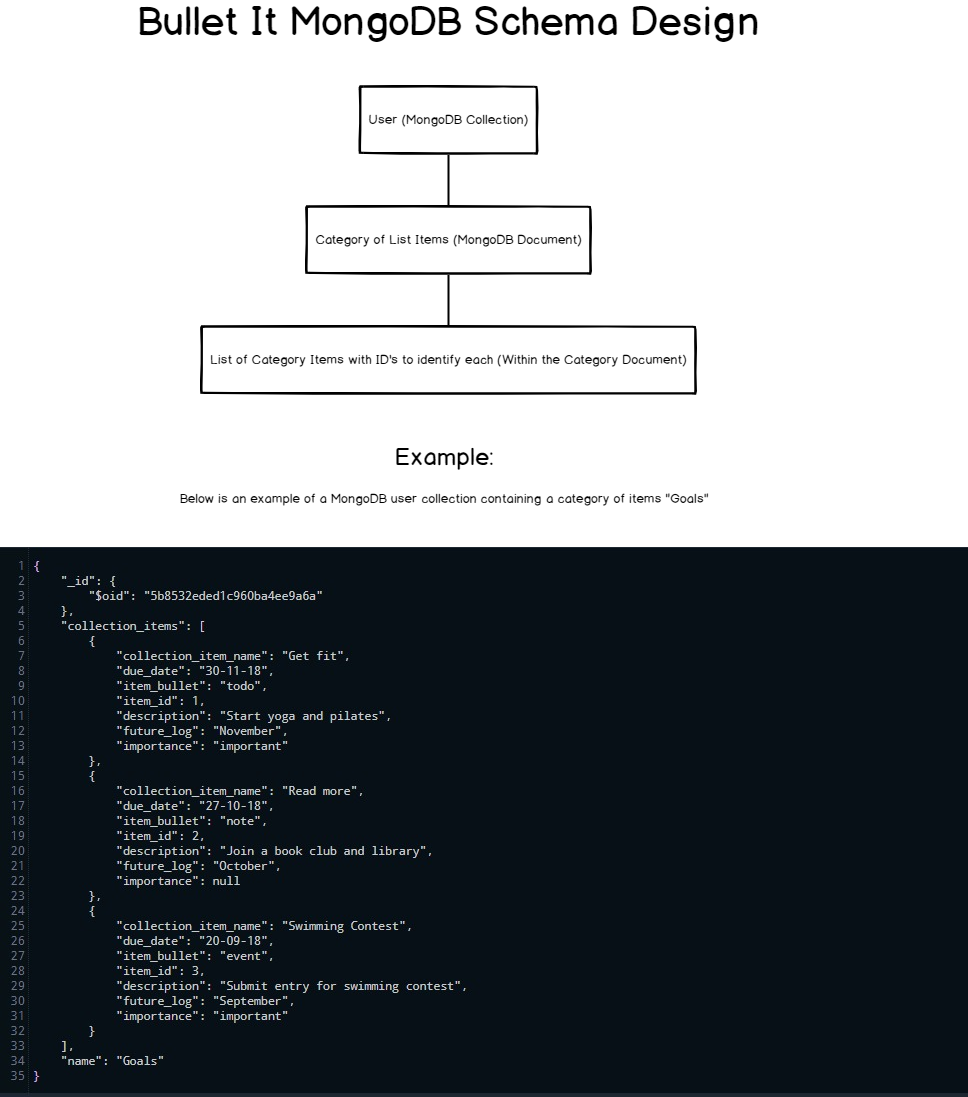 Bullet It MongoDB Schema Design
User (MongoDB Collection)
Category of List Items (MongoDB Document)
List of Category Items with ID's to identify each (Within the Category Document)
Example:
Below is an example of a MongoDB user collection containing a category of items "Goals"
1 {
2     "_id": {
3         "$oid": "5b8532eded1c960ba4ee9a6a"
4     },
5     "collection_items": [
6         {
7             "collection_item_name": "Get fit",
8             "due_date": "30-11-18",
9             "item_bullet": "todo",
10             "item_id": 1,
11             "description": "Start yoga and pilates",
12             "future_log": "November",
13             "importance": "important"
14         },
15         {
16             "collection_item_name": "Read more",
17             "due_date": "27-10-18",
18             "item_bullet": "note",
19             "item_id": 2,
20             "description": "Join a book club and library",
21             "future_log": "October",
22             "importance": null
23         },
24         {
25             "collection_item_name": "Swimming Contest",
26             "due_date": "20-09-18",
27             "item_bullet": "event",
28             "item_id": 3,
29             "description": "Submit entry for swimming contest",
30             "future_log": "September",
31             "importance": "important"
32         }
33     ],
34     "name": "Goals"
35 }